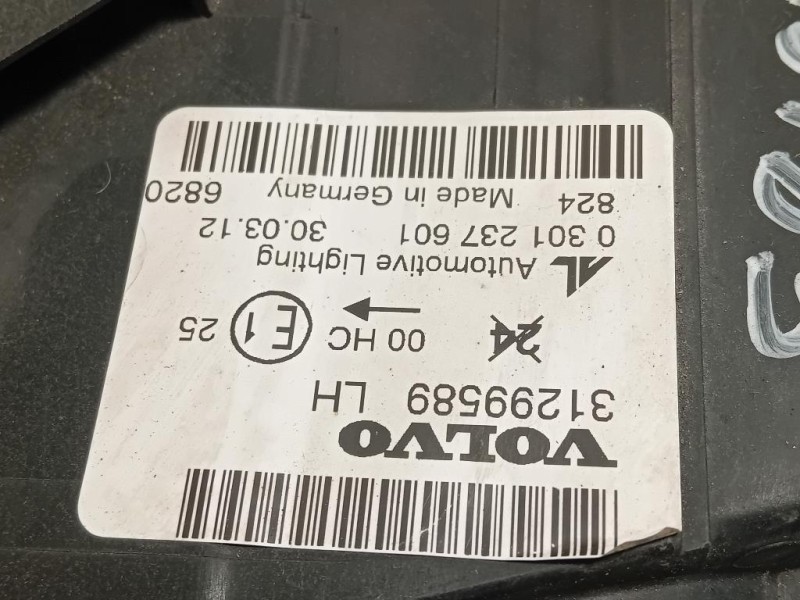 VOLVO
31299589 LH
24 00 HC E1 25
AL Automotive Lighting
0 301 237 601 30.03.12
824 Made in Germany 6820